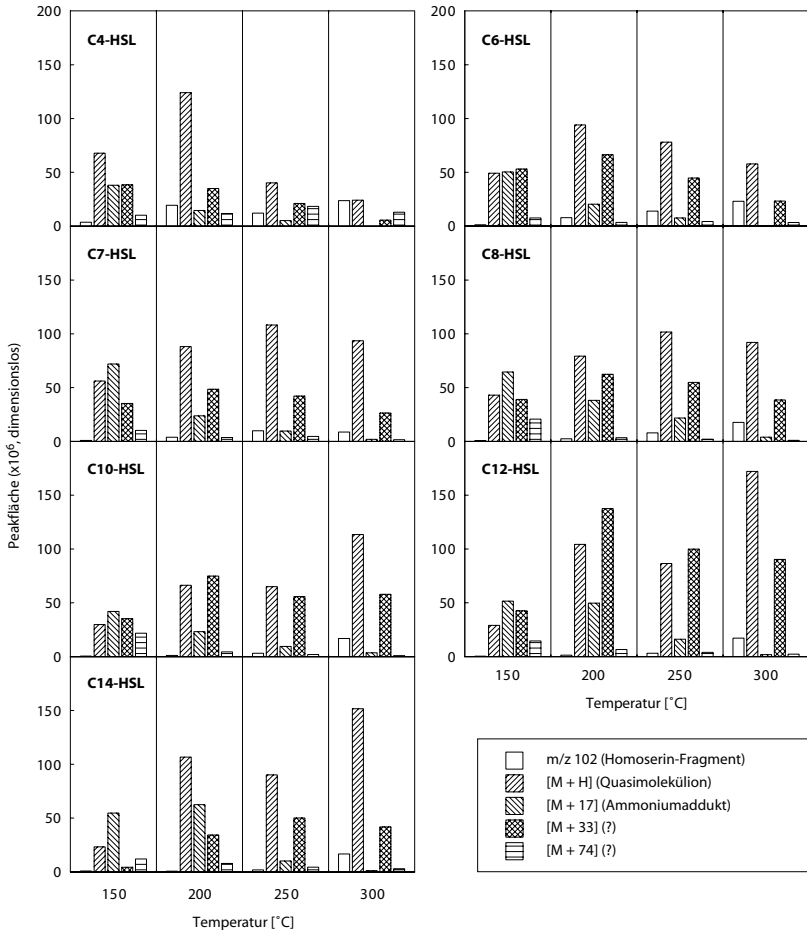 200
150
100
50
0
C4-HSL
200
150
100
50
0
C6-HSL
150
100
50
0
C7-HSL
150
100
50
0
C8-HSL
150
100
50
0
C10-HSL
150
100
50
0
C12-HSL
150 200 250 300
Temperatur [˚C]
150
100
50
0
C14-HSL
150 200 250 300
Temperatur [˚C]
Peakfläche (x10⁶, dimensionslos)
m/z 102 (Homoserin-Fragment)
[M + H] (Quasimolekülion)
[M + 17] (Ammoniumaddukt)
[M + 33] (?)
[M + 74] (?)